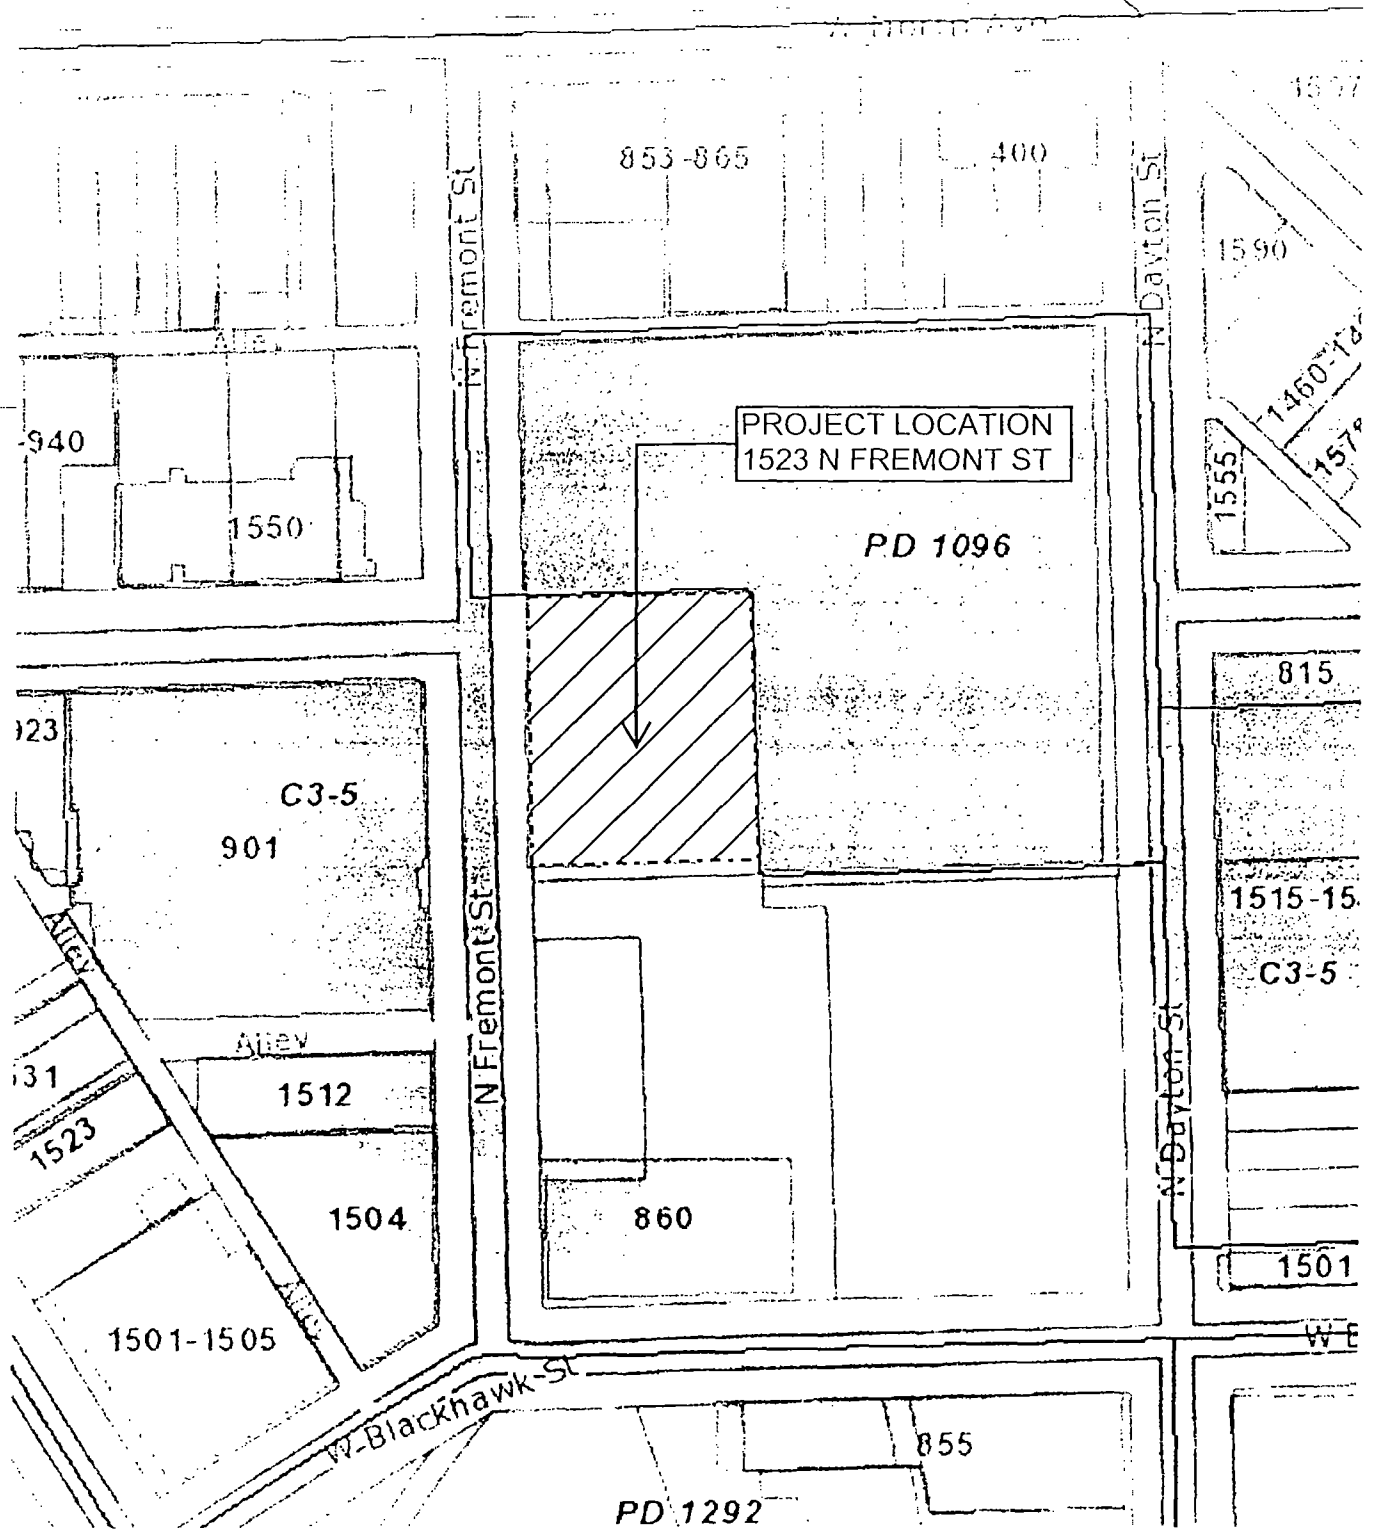 853-865
400
1590
N Fremont St
N Dayton St
-940
1550
PROJECT LOCATION
1523 N FREMONT ST
PD 1096
1555
815
C3-5
901
1515-15
C3-5
Alley
Alley
1512
N Fremont St
N Dayton St
1523
1504
860
1501
Alley
1501-1505
W Blackhawk St
855
PD 1292